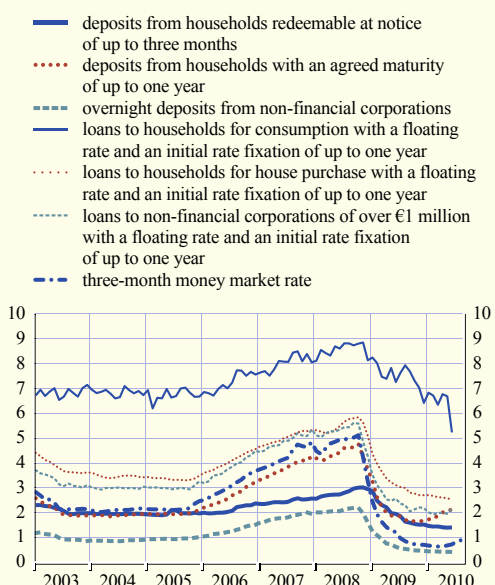 deposits from households redeemable at notice
of up to three months
deposits from households with an agreed maturity
of up to one year
overnight deposits from non-financial corporations
loans to households for consumption with a floating
rate and an initial rate fixation of up to one year
loans to households for house purchase with a floating
rate and an initial rate fixation of up to one year
loans to non-financial corporations of over €1 million
with a floating rate and an initial rate fixation
of up to one year
three-month money market rate
10 10
9 9
8 8
7 7
6 6
5 5
4 4
3 3
2 2
1 1
0 0
2003 2004 2005 2006 2007 2008 2009 2010